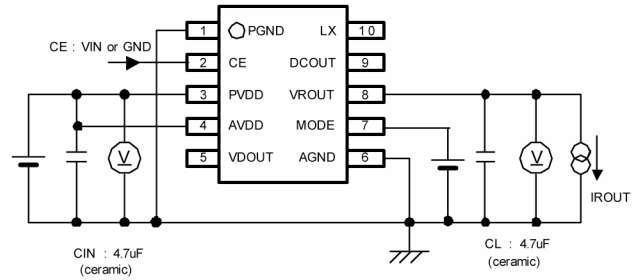 1 PGND LX 10
CE : VIN or GND
2 CE DCOUT 9
3 PVDD VROUT 8
4 AVDD MODE 7
5 VDOUT AGND 6
V
V
IROUT
CIN : 4.7uF
(ceramic)
CL : 4.7uF
(ceramic)